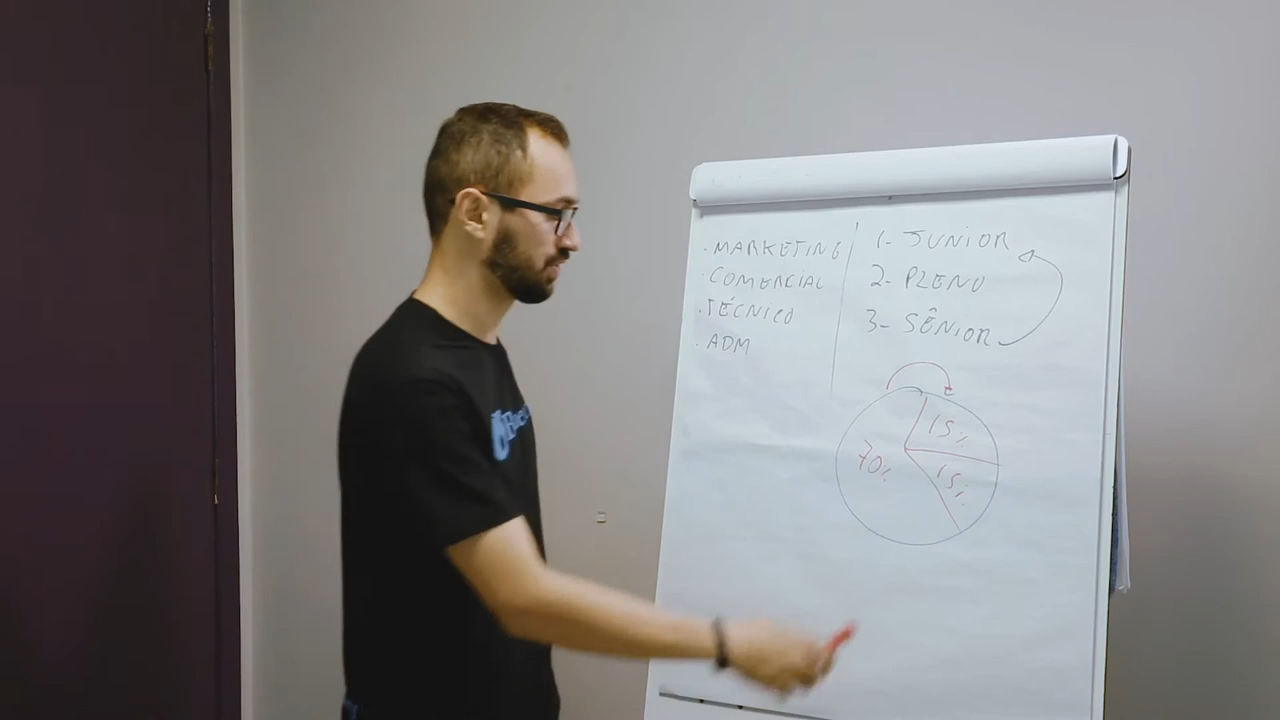 . MARKETING
. COMERCIAL
. TÉCNICO
. ADM
1- JUNIOR
2- PLENO
3- SÊNIOR
15%
70%
15%